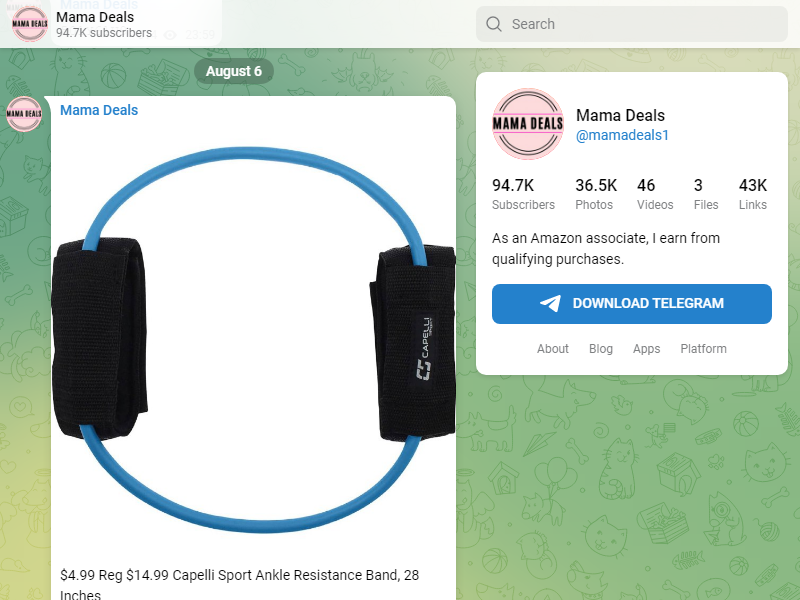 Mama Deals
94.7K subscribers
Search
August 6
MAMA DEALS
Mama Deals
CAPELLI
SPORT
$4.99 Reg $14.99 Capelli Sport Ankle Resistance Band, 28
Inches
MAMA DEALS
Mama Deals
@mamadeals1
94.7K 36.5K 46 3 43K
Subscribers Photos Videos Files Links
As an Amazon associate, I earn from
qualifying purchases.
DOWNLOAD TELEGRAM
About Blog Apps Platform